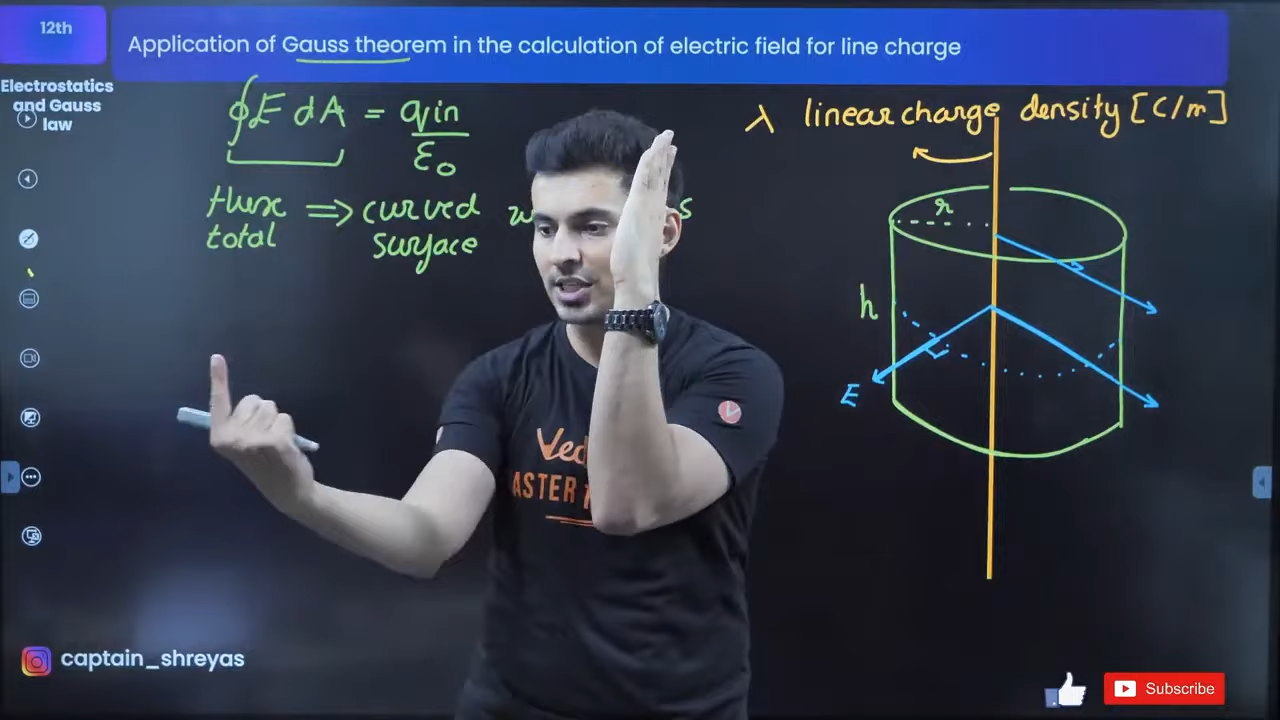 12th
Application of Gauss theorem in the calculation of electric field for line charge
Electrostatics
and Gauss
law
∮E dA = qin
ε0
λ linear charge density [C/m]
flux ⇒ curved
total surface
r
h
E
Ved
ASTER
captain_shreyas
Subscribe